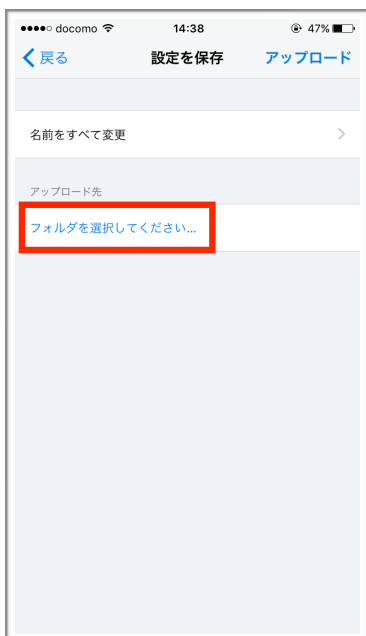 docomo 14:38 47%
戻る 設定を保存 アップロード
名前をすべて変更
アップロード先
フォルダを選択してください...